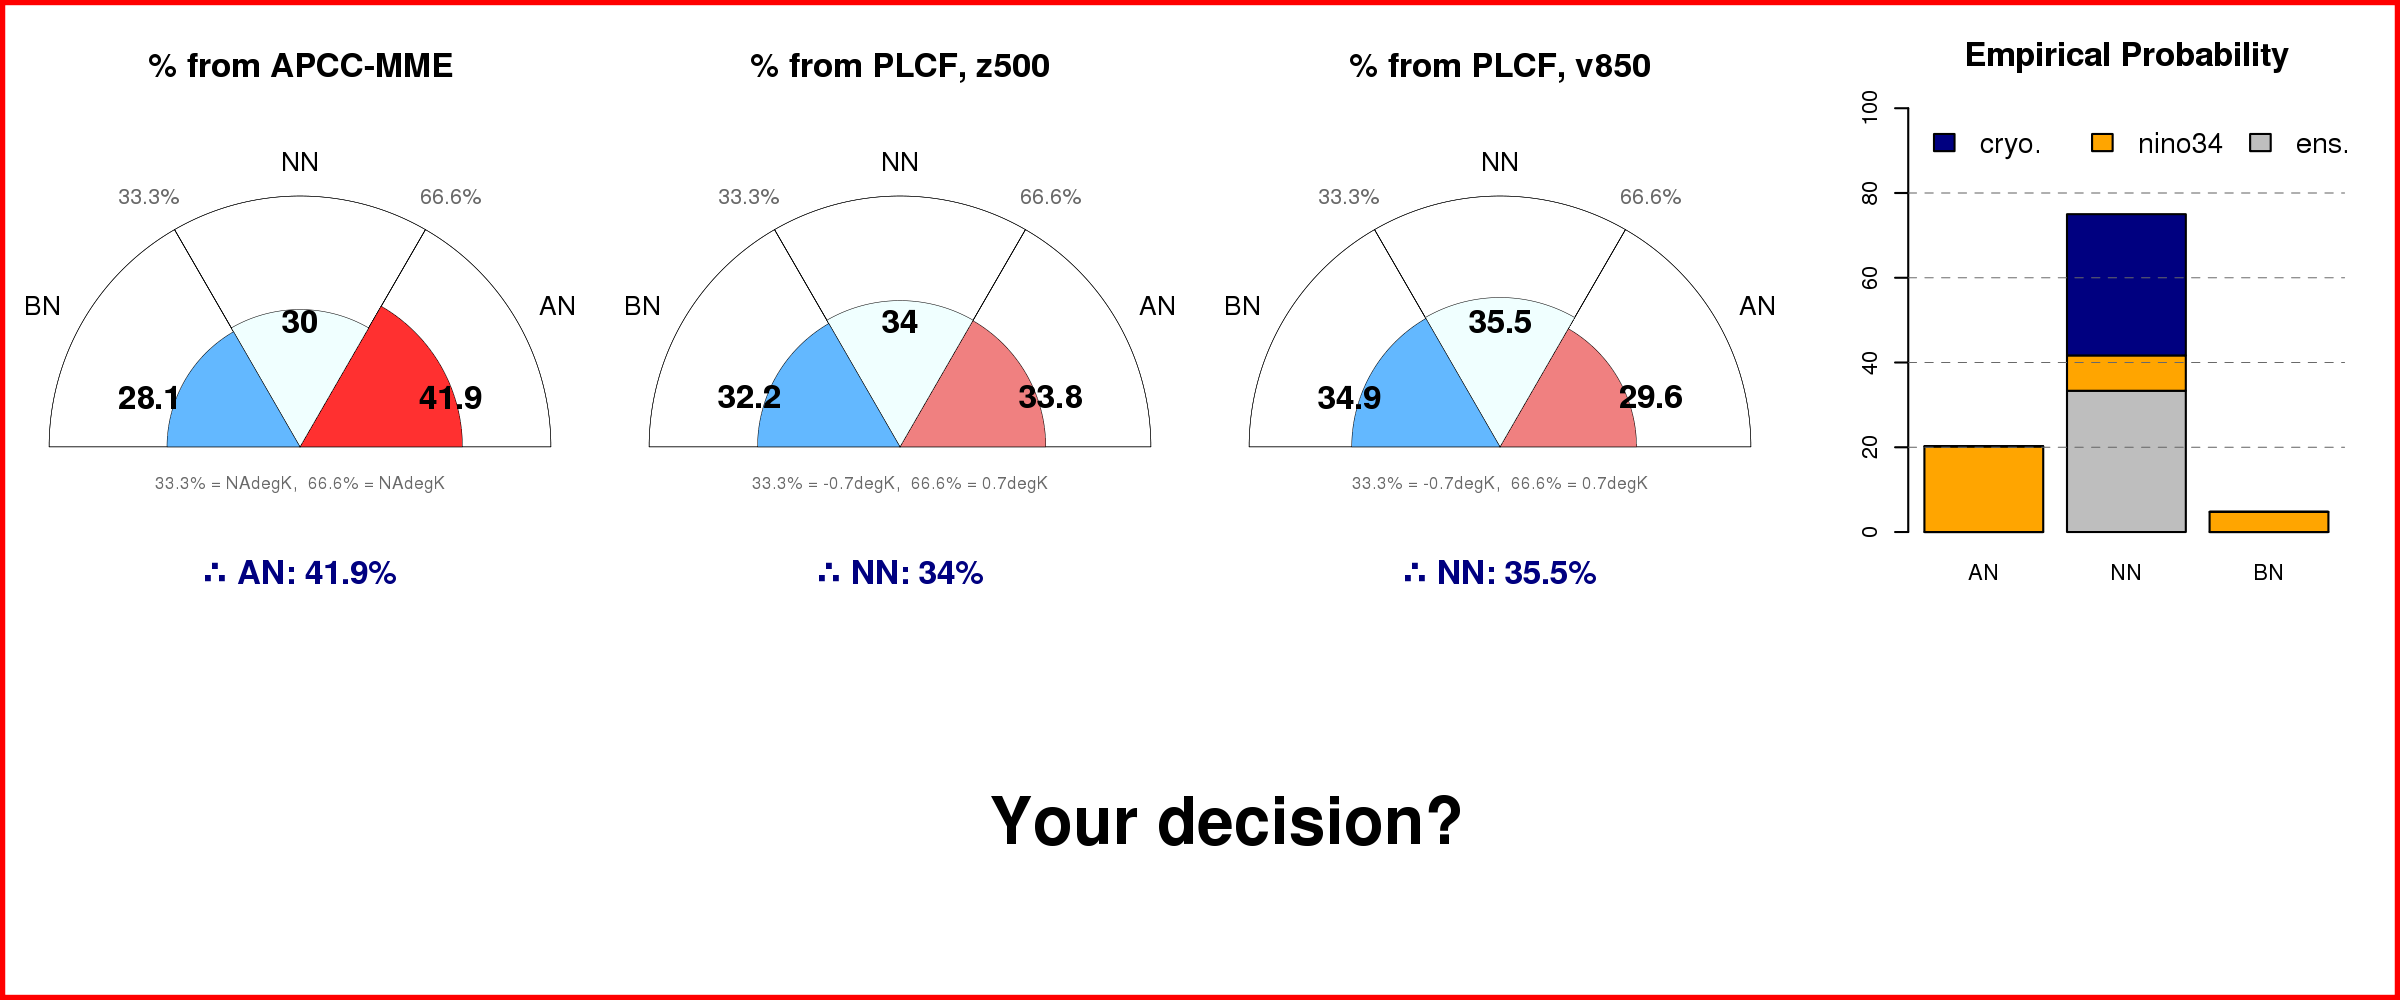 % from APCC-MME
NN
33.3%
66.6%
BN
AN
30
28.1
41.9
33.3% = NAdegK, 66.6% = NAdegK
∴ AN: 41.9%
% from PLCF, z500
NN
33.3%
66.6%
BN
AN
34
32.2
33.8
33.3% = -0.7degK, 66.6% = 0.7degK
∴ NN: 34%
% from PLCF, v850
NN
33.3%
66.6%
BN
AN
35.5
34.9
29.6
33.3% = -0.7degK, 66.6% = 0.7degK
∴ NN: 35.5%
Empirical Probability
100
80
60
40
20
0
cryo. nino34 ens.
AN NN BN
Your decision?